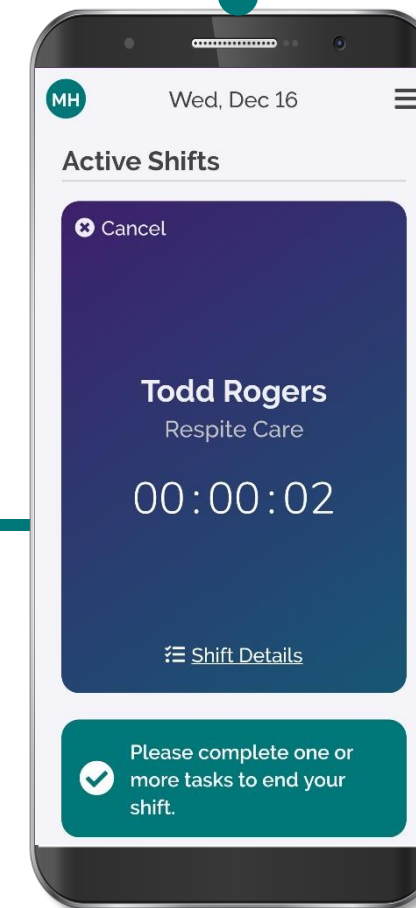 MH
Wed, Dec 16
Active Shifts
Cancel
Todd Rogers
Respite Care
00:00:02
Shift Details
Please complete one or
more tasks to end your
shift.